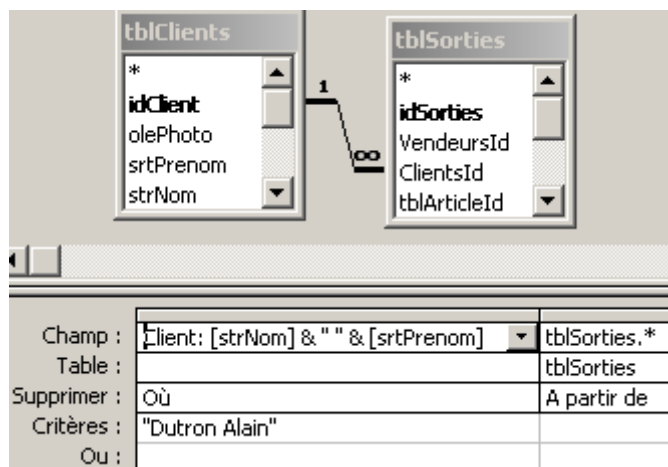 tblClients
*
idClient
olePhoto
srtPrenom
strNom
1
∞
tblSorties
*
idSorties
VendeursId
ClientsId
tblArticleId
Champ : Client: [strNom] & " " & [srtPrenom] tblSorties.*
Table : tblSorties
Supprimer : Où A partir de
Critères : "Dutron Alain"
Ou :